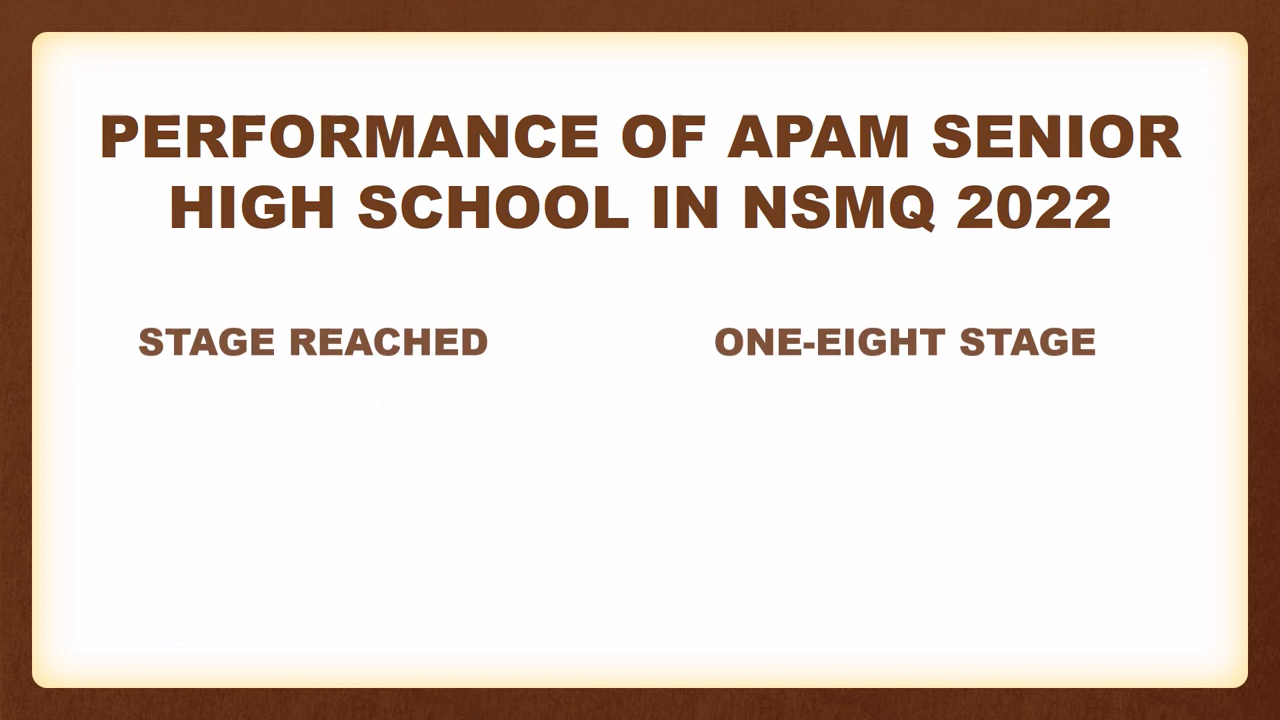 PERFORMANCE OF APAM SENIOR
HIGH SCHOOL IN NSMQ 2022
STAGE REACHED
ONE-EIGHT STAGE